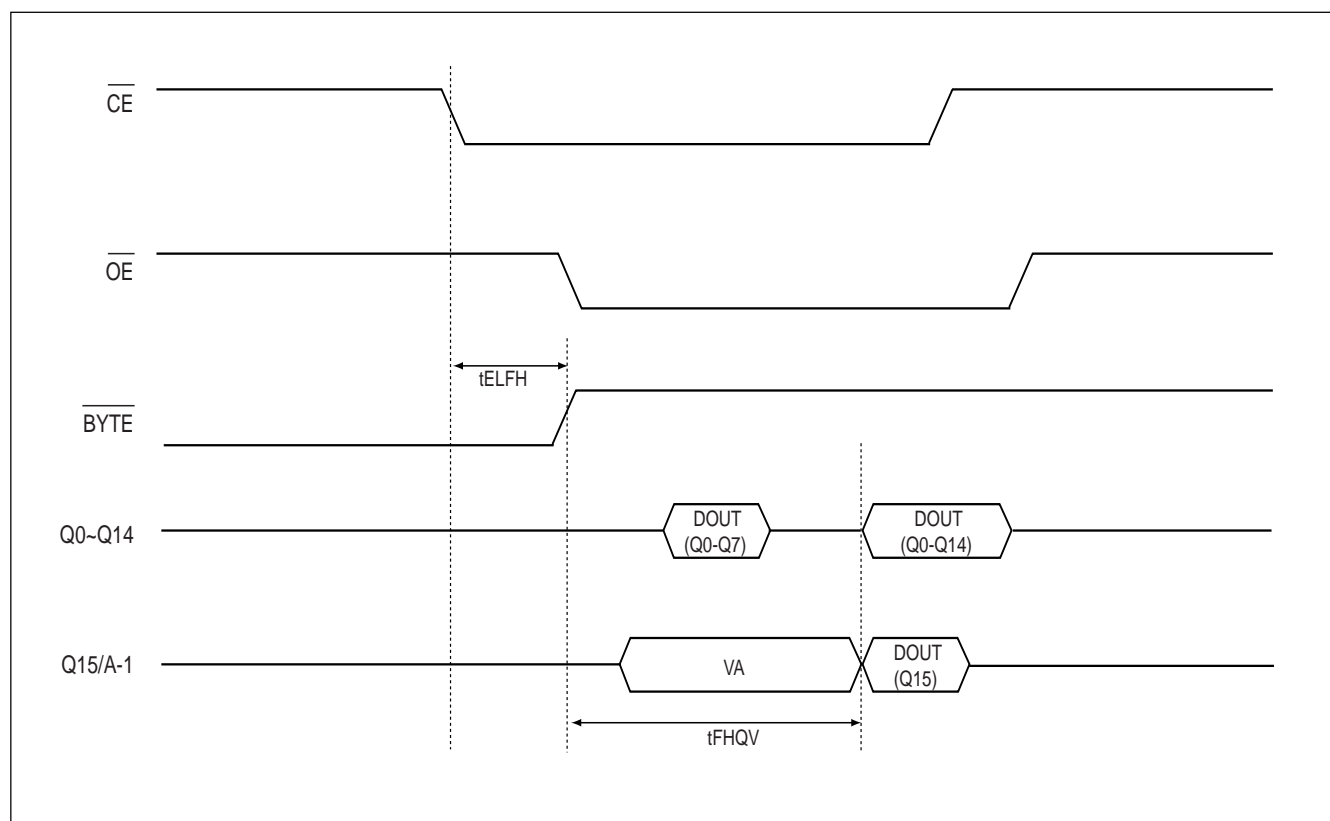 CE
OE
tELFH
BYTE
Q0~Q14
DOUT
(Q0-Q7)
DOUT
(Q0-Q14)
Q15/A-1
VA
DOUT
(Q15)
tFHQV